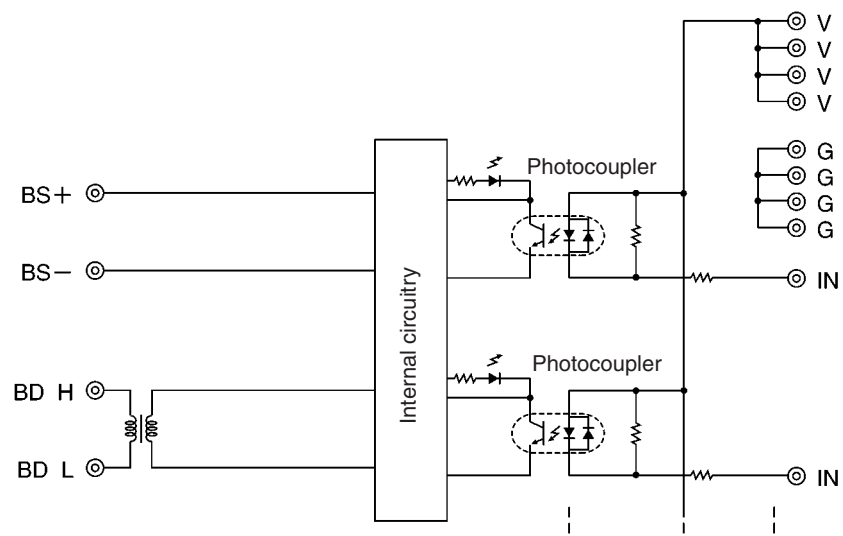 V
V
V
V
G
G
G
G
Photocoupler
BS+
BS−
IN
Internal circuitry
Photocoupler
BD H
BD L
IN